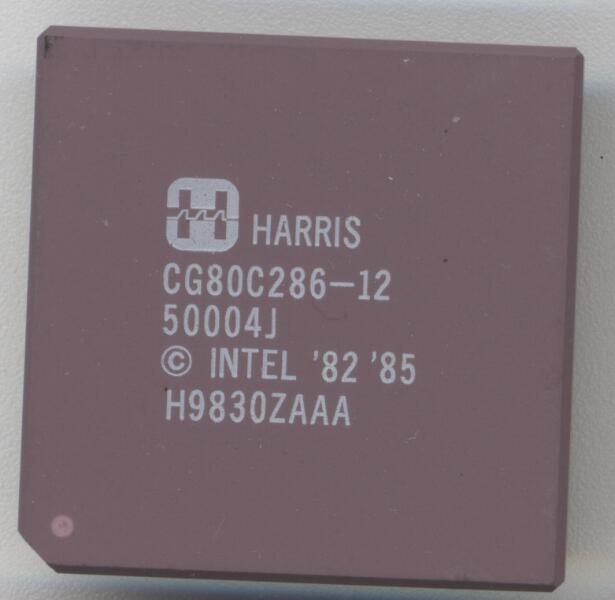 HARRIS
CG80C286-12
50004J
© INTEL '82 '85
H9830ZAAA